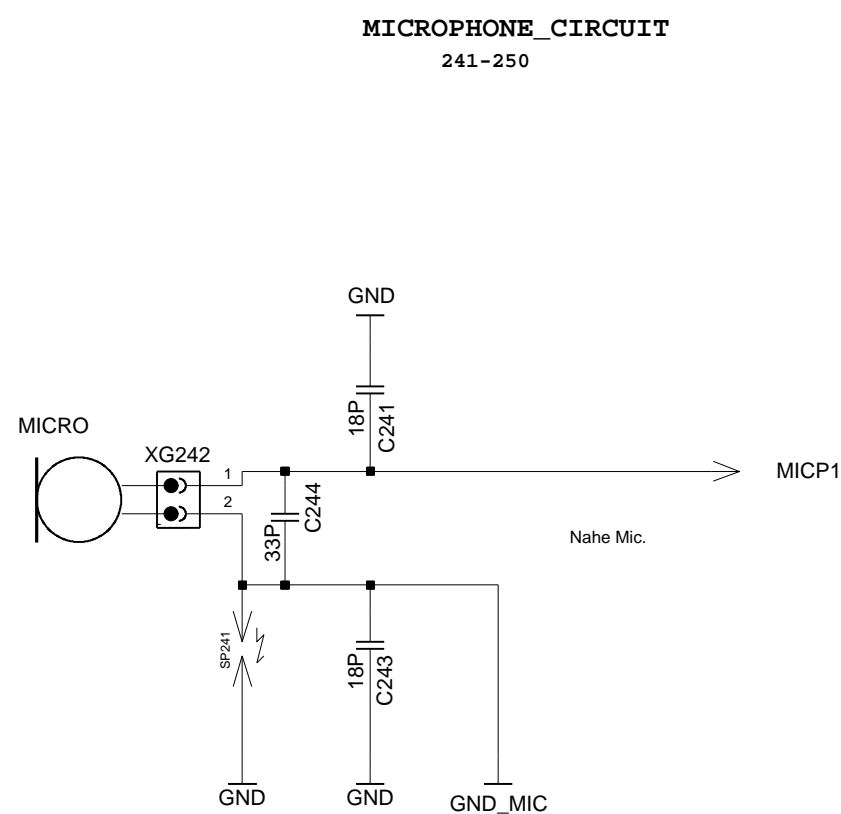 MICROPHONE_CIRCUIT
241-250
GND
18P
C241
MICRO
XG242
1
MICP1
2
33P
C244
Nahe Mic.
SP241
18P
C243
GND
GND
GND_MIC